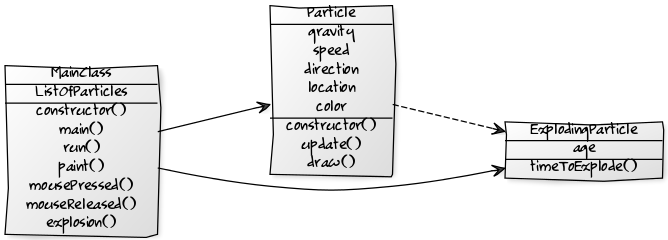 MainClass
ListOfParticles
constructor()
main()
run()
paint()
mousePressed()
mouseReleased()
explosion()
Particle
gravity
speed
direction
location
color
constructor()
update()
draw()
ExplodingParticle
age
timeToExplode()